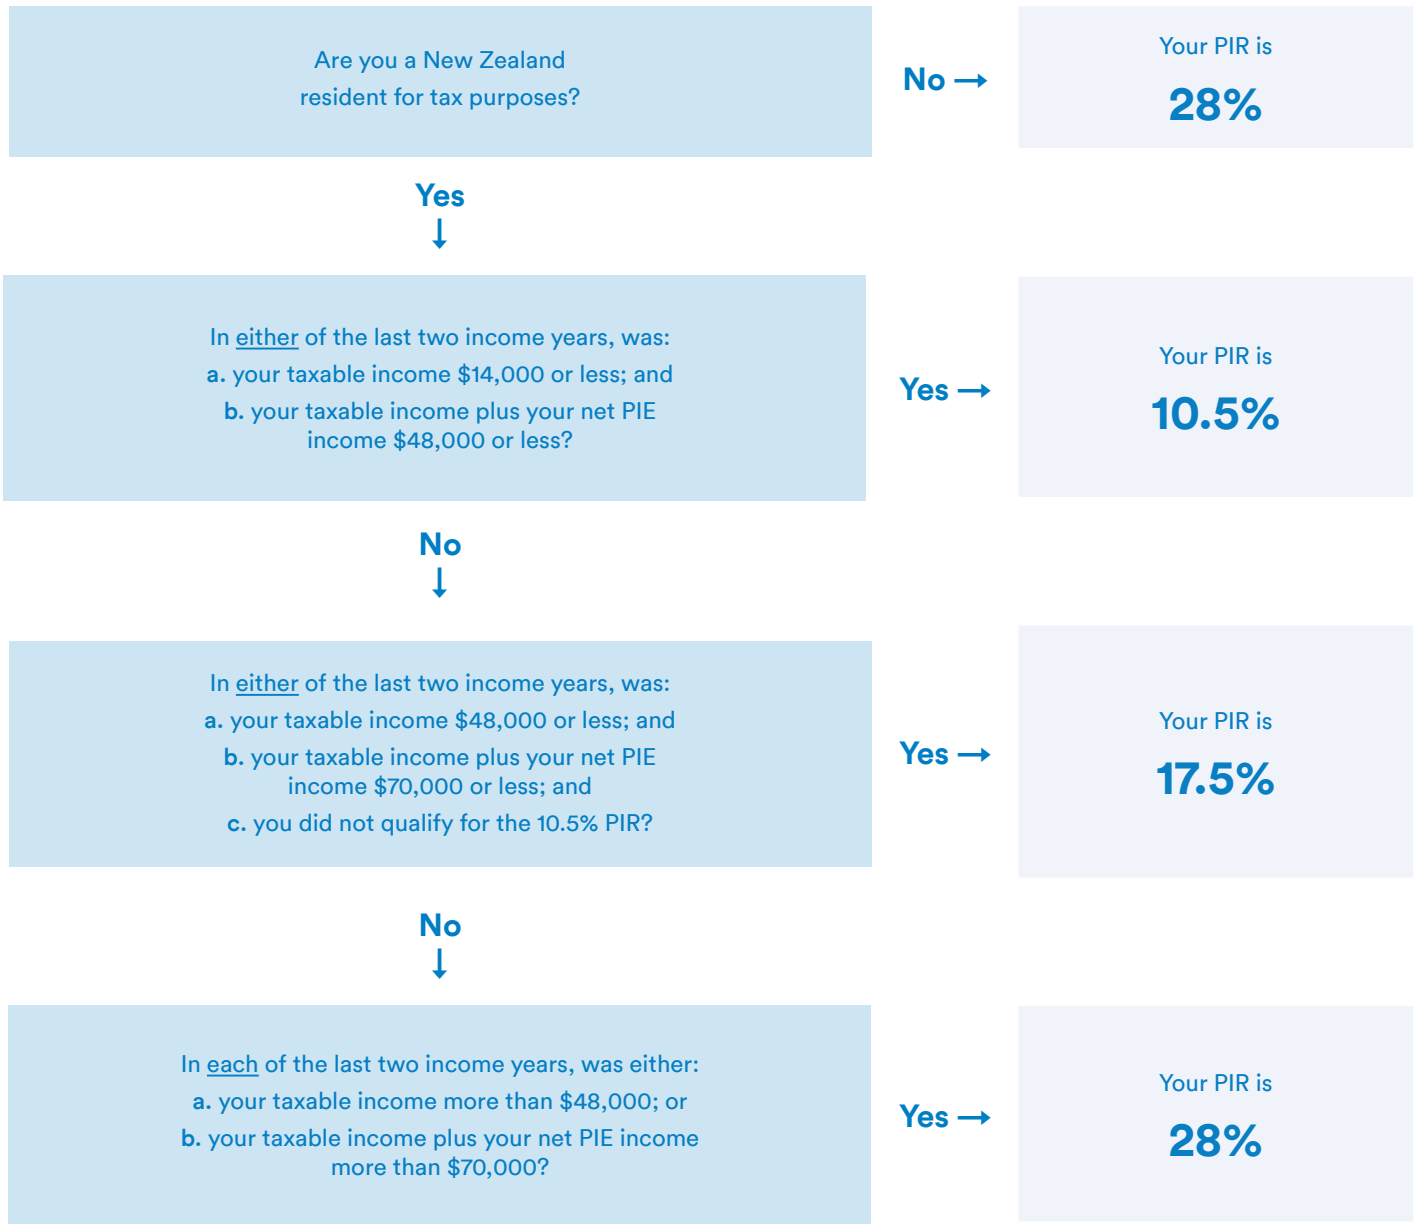 Are you a New Zealand
resident for tax purposes?
No →
Your PIR is
28%
Yes
↓
In either of the last two income years, was:
a. your taxable income $14,000 or less; and
b. your taxable income plus your net PIE
income $48,000 or less?
Yes →
Your PIR is
10.5%
No
↓
In either of the last two income years, was:
a. your taxable income $48,000 or less; and
b. your taxable income plus your net PIE
income $70,000 or less; and
c. you did not qualify for the 10.5% PIR?
Yes →
Your PIR is
17.5%
No
↓
In each of the last two income years, was either:
a. your taxable income more than $48,000; or
b. your taxable income plus your net PIE income
more than $70,000?
Yes →
Your PIR is
28%